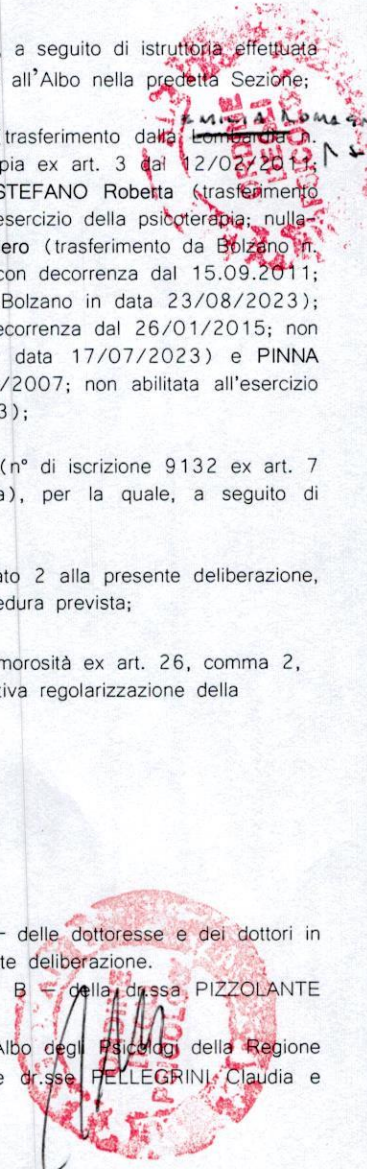 a seguito di istruttoria effettuata
all'Albo nella predetta Sezione;
trasferimento dalla Lombardia n.
pia ex art. 3 dal 12/02/2011;
STEFANO Roberta (trasferimento
esercizio della psicoterapia; nulla-
ero (trasferimento da Bolzano n.
con decorrenza dal 15.09.2011;
Bolzano in data 23/08/2023);
ecorrenza dal 26/01/2015; non
data 17/07/2023) e PINNA
/2007; non abilitata all'esercizio
3);
(n° di iscrizione 9132 ex art. 7
a), per la quale, a seguito di
ato 2 alla presente deliberazione,
edura prevista;
morosità ex art. 26, comma 2,
tiva regolarizzazione della
– delle dottoresse e dei dottori in
te deliberazione.
B – della dr.ssa PIZZOLANTE
Albo degli Psicologi della Regione
e dr.sse PELLEGRINI Claudia e